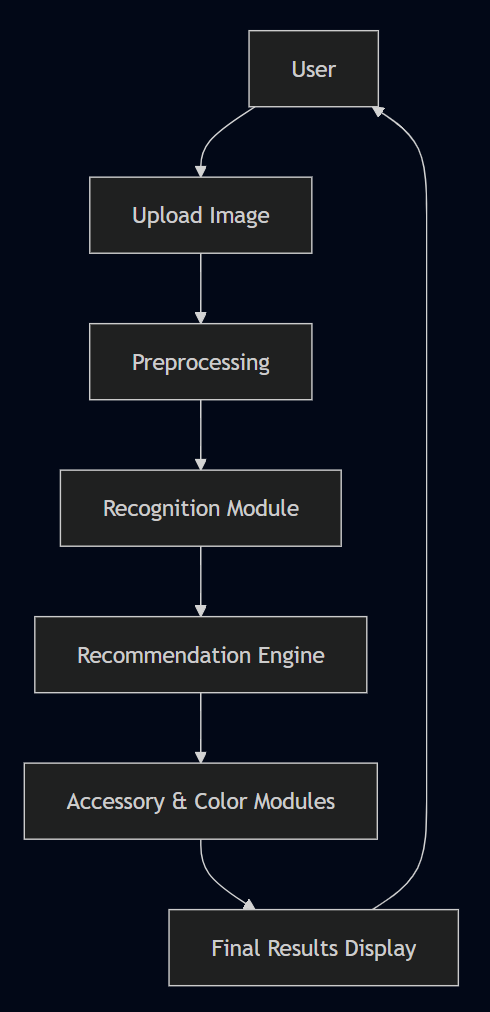 User
Upload Image
Preprocessing
Recognition Module
Recommendation Engine
Accessory & Color Modules
Final Results Display